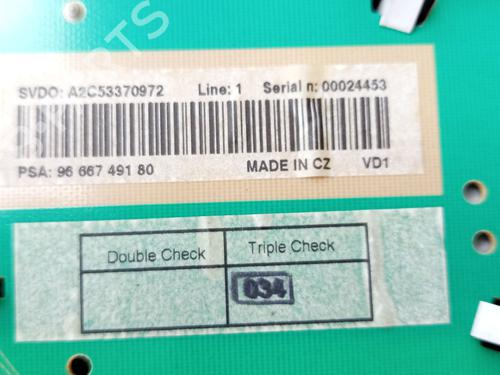 SVDO: A2C53370972 Line: 1 Serial n: 00024453
PSA: 96 667 491 80 MADE IN CZ VD1
Double Check Triple Check
034